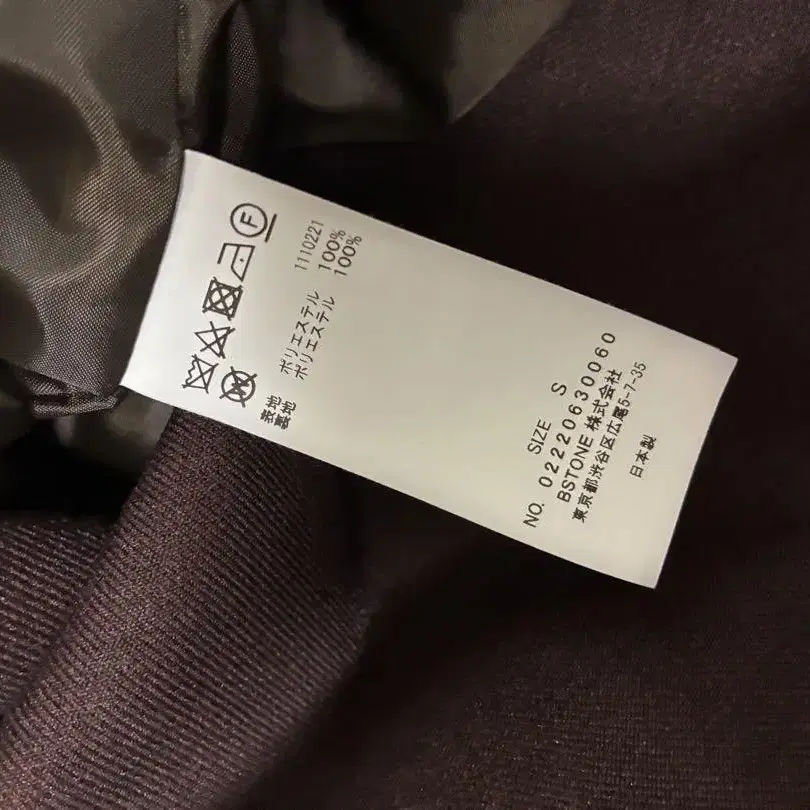 F
1110221
表地 ポリエステル 100%
裏地 ポリエステル 100%
SIZE S
NO. 02220630060
BSTONE 株式会社
東京都渋谷区広尾5-7-35
日本製